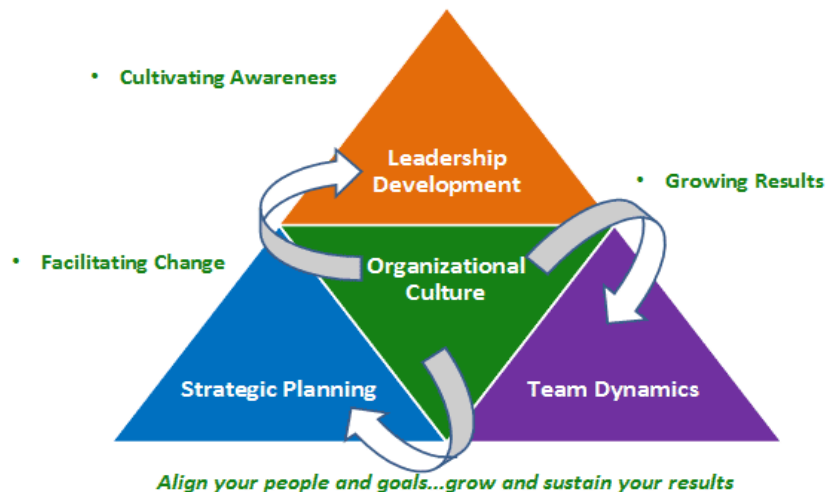 • Cultivating Awareness
Leadership
Development
• Growing Results
• Facilitating Change
Organizational
Culture
Strategic Planning
Team Dynamics
Align your people and goals...grow and sustain your results